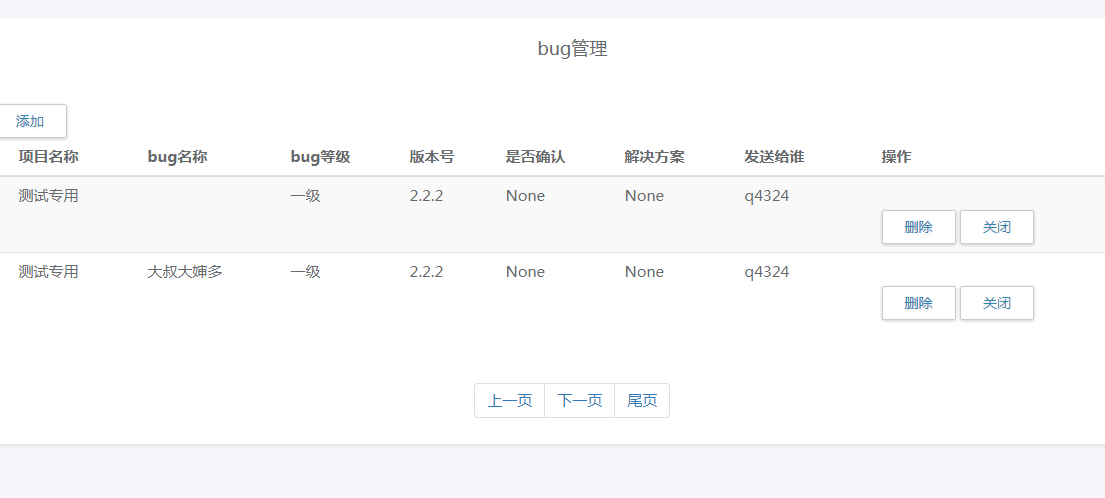 bug管理
添加
项目名称 bug名称 bug等级 版本号 是否确认 解决方案 发送给谁 操作
测试专用 一级 2.2.2 None None q4324
删除 关闭
测试专用 大叔大婶多 一级 2.2.2 None None q4324
删除 关闭
上一页 下一页 尾页